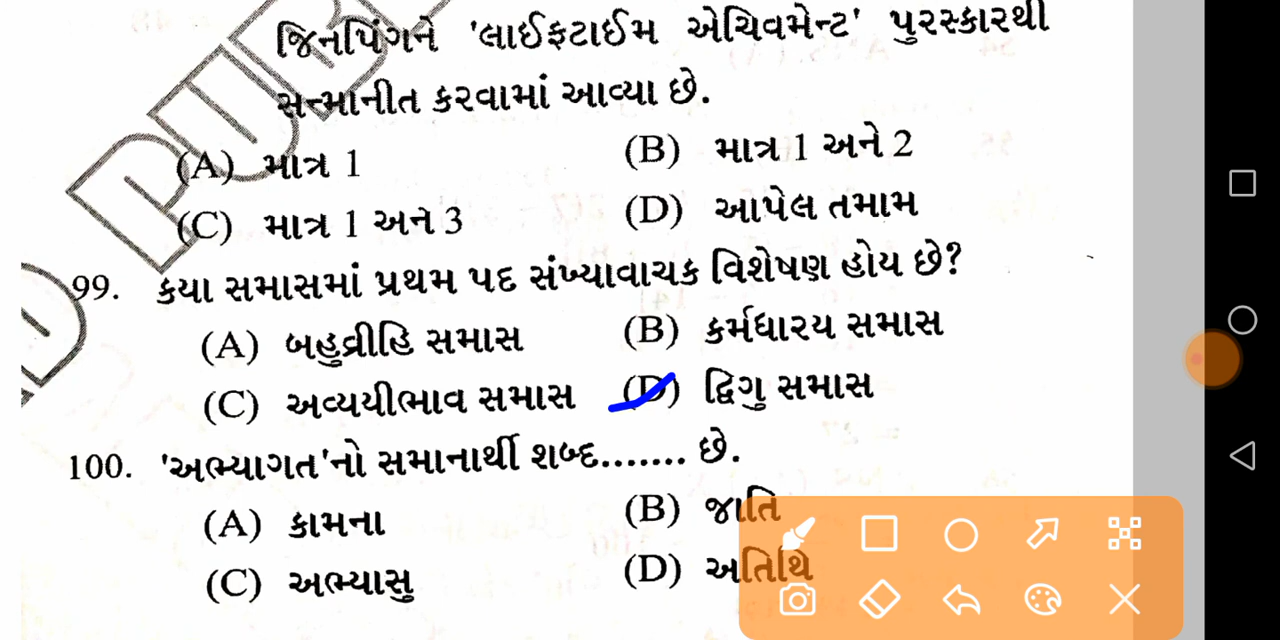 જિનપિંગને 'લાઈફટાઈમ એચિવમેન્ટ' પુરસ્કારથી
સન્માનીત કરવામાં આવ્યા છે.
(A) માત્ર 1 (B) માત્ર 1 અને 2
(C) માત્ર 1 અને 3 (D) આપેલ તમામ
99. કયા સમાસમાં પ્રથમ પદ સંખ્યાવાચક વિશેષણ હોય છે?
(A) બહુવ્રીહિ સમાસ (B) કર્મધારય સમાસ
(C) અવ્યયીભાવ સમાસ (D) દ્વિગુ સમાસ
100. 'અભ્યાગત'નો સમાનાર્થી શબ્દ....... છે.
(A) કામના (B) જાતિ
(C) અભ્યાસુ (D) અતિથિ